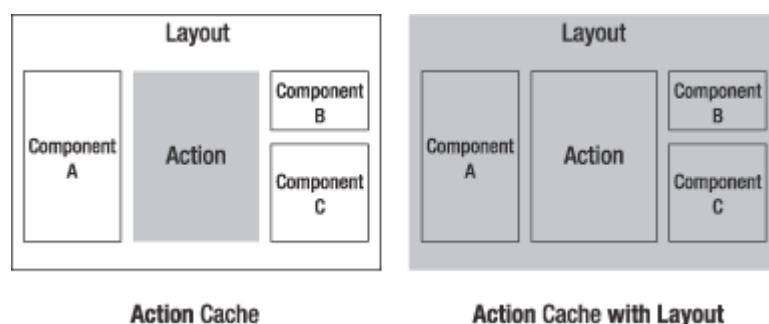 Layout
Component
A
Action
Component
B
Component
C
Action Cache
Layout
Component
A
Action
Component
B
Component
C
Action Cache with Layout